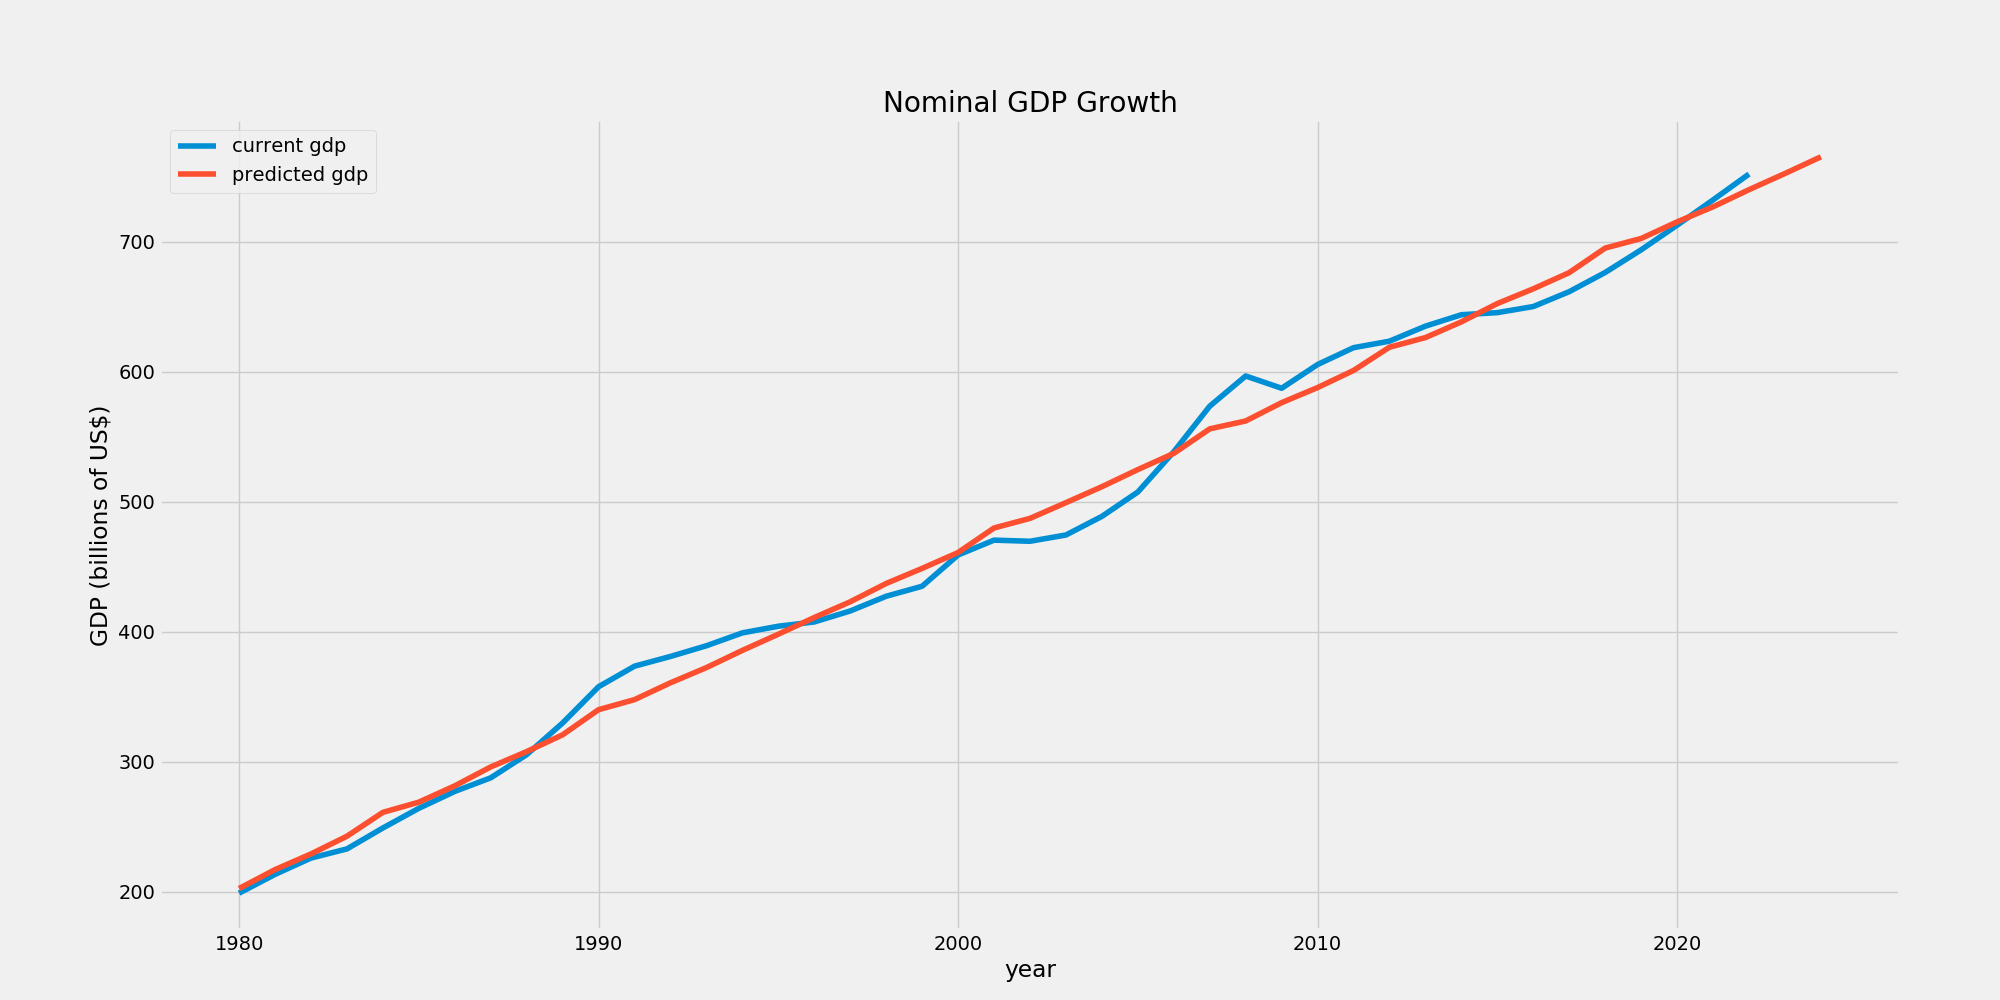 Nominal GDP Growth
current gdp
predicted gdp
700
600
500
400
300
200
GDP (billions of US$)
1980 1990 2000 2010 2020
year